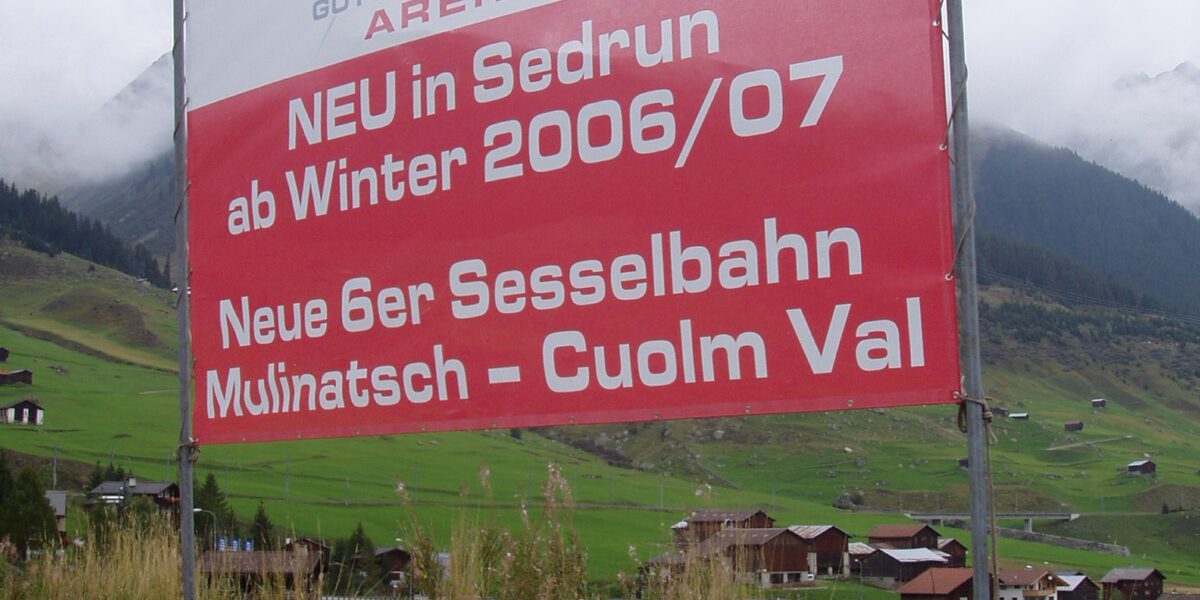 NEU in Sedrun
ab Winter 2006/07
Neue 6er Sesselbahn
Mulinatsch - Cuolm Val